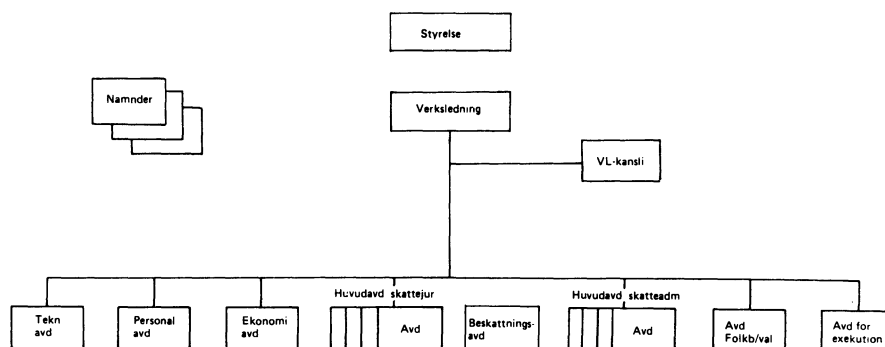 Styrelse
Namnder
Verksledning
VL-kansli
Huvudavd skattejur
Huvudavd skatteadm
Tekn
avd
Personal
avd
Ekonomi
avd
Avd
Beskattnings-
avd
Avd
Avd
Folkb/val
Avd for
exekution